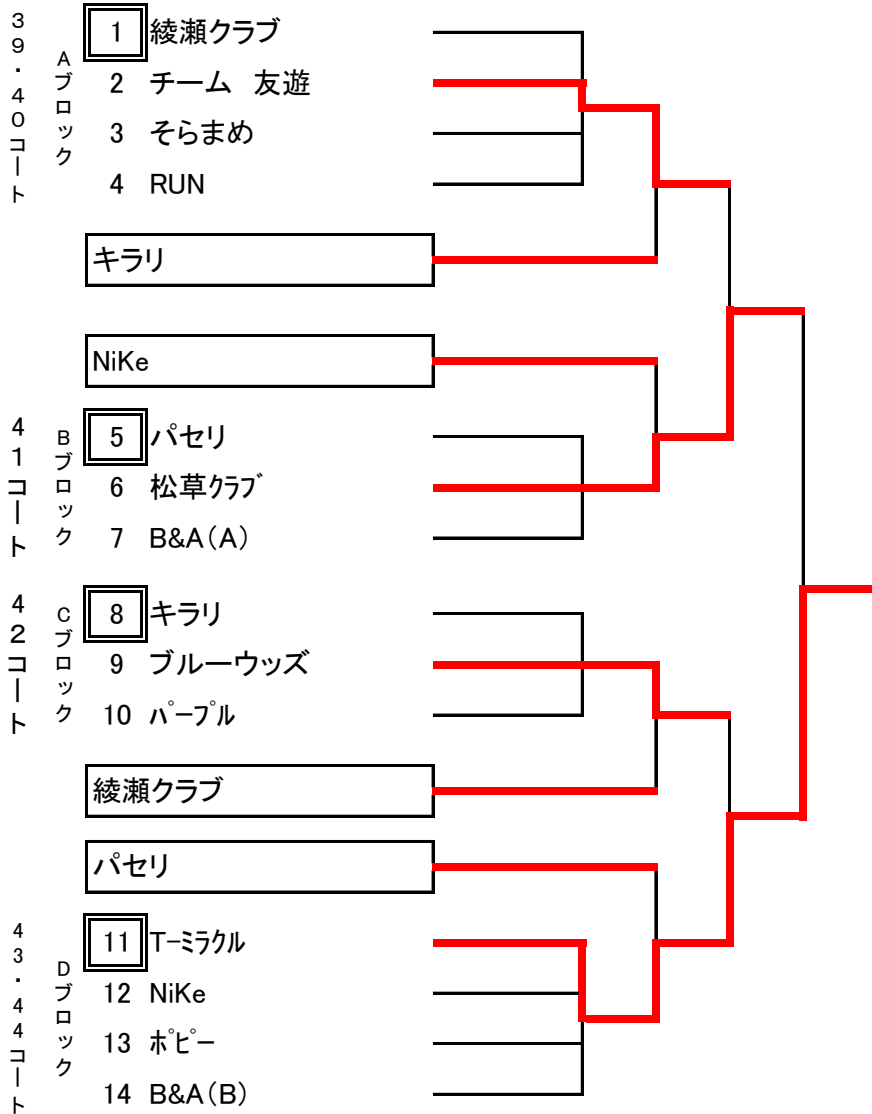 39・40コート
Aブロック
1 綾瀬クラブ
2 チーム 友遊
3 そらまめ
4 RUN
キラリ
NiKe
41コート
Bブロック
5 パセリ
6 松草ｸﾗﾌﾞ
7 B&A(A)
42コート
Cブロック
8 キラリ
9 ブルーウッズ
10 ﾊﾟｰﾌﾟﾙ
綾瀬クラブ
パセリ
43・44コート
Dブロック
11 T-ﾐﾗｸﾙ
12 NiKe
13 ﾎﾟﾋﾟｰ
14 B&A(B)